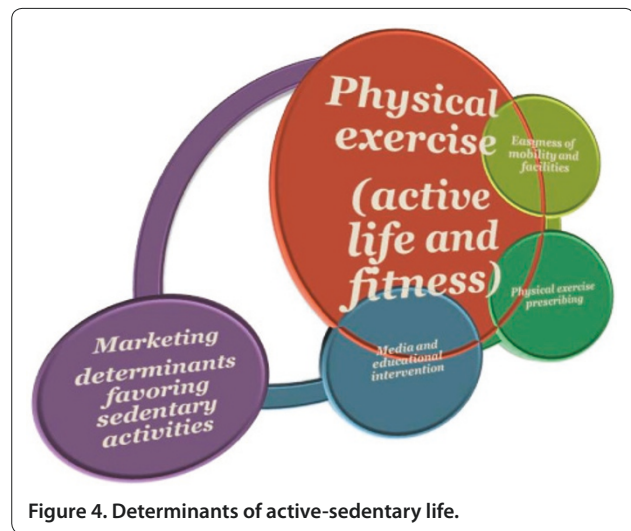 Physical
exercise
(active
life and
fitness)
Easyness of
mobility and
facilities
Physical exercise
prescribing
Media and
educational
intervention
Marketing
determinants
favoring
sedentary
activities
Figure 4. Determinants of active-sedentary life.